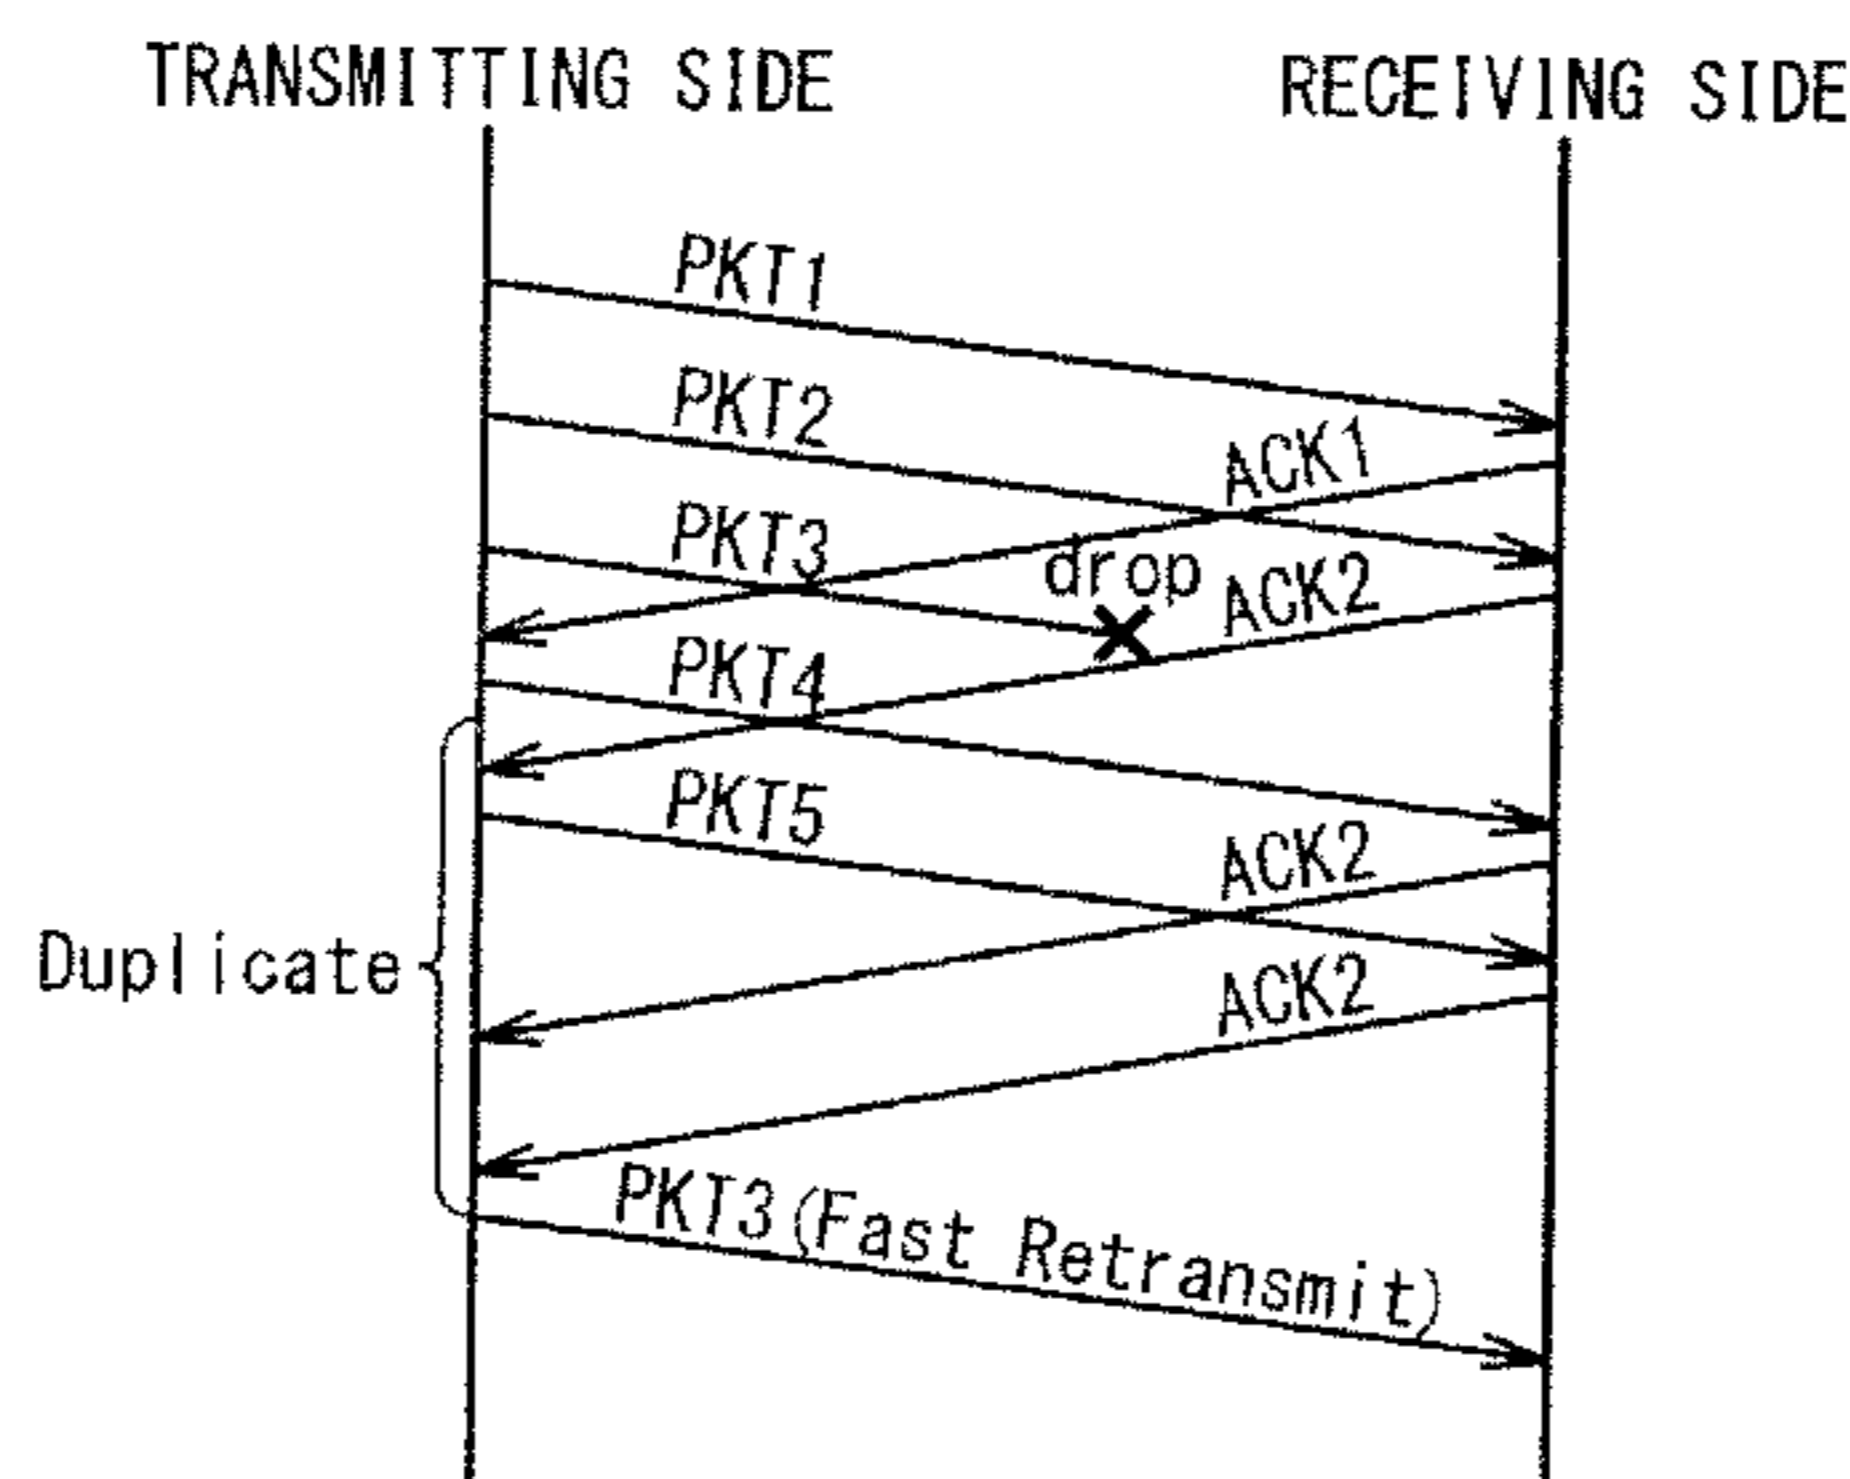 TRANSMITTING SIDE
RECEIVING SIDE
PKT1
PKT2
ACK1
PKT3
drop
ACK2
PKT4
PKT5
ACK2
Duplicate
ACK2
PKT3 (Fast Retransmit)